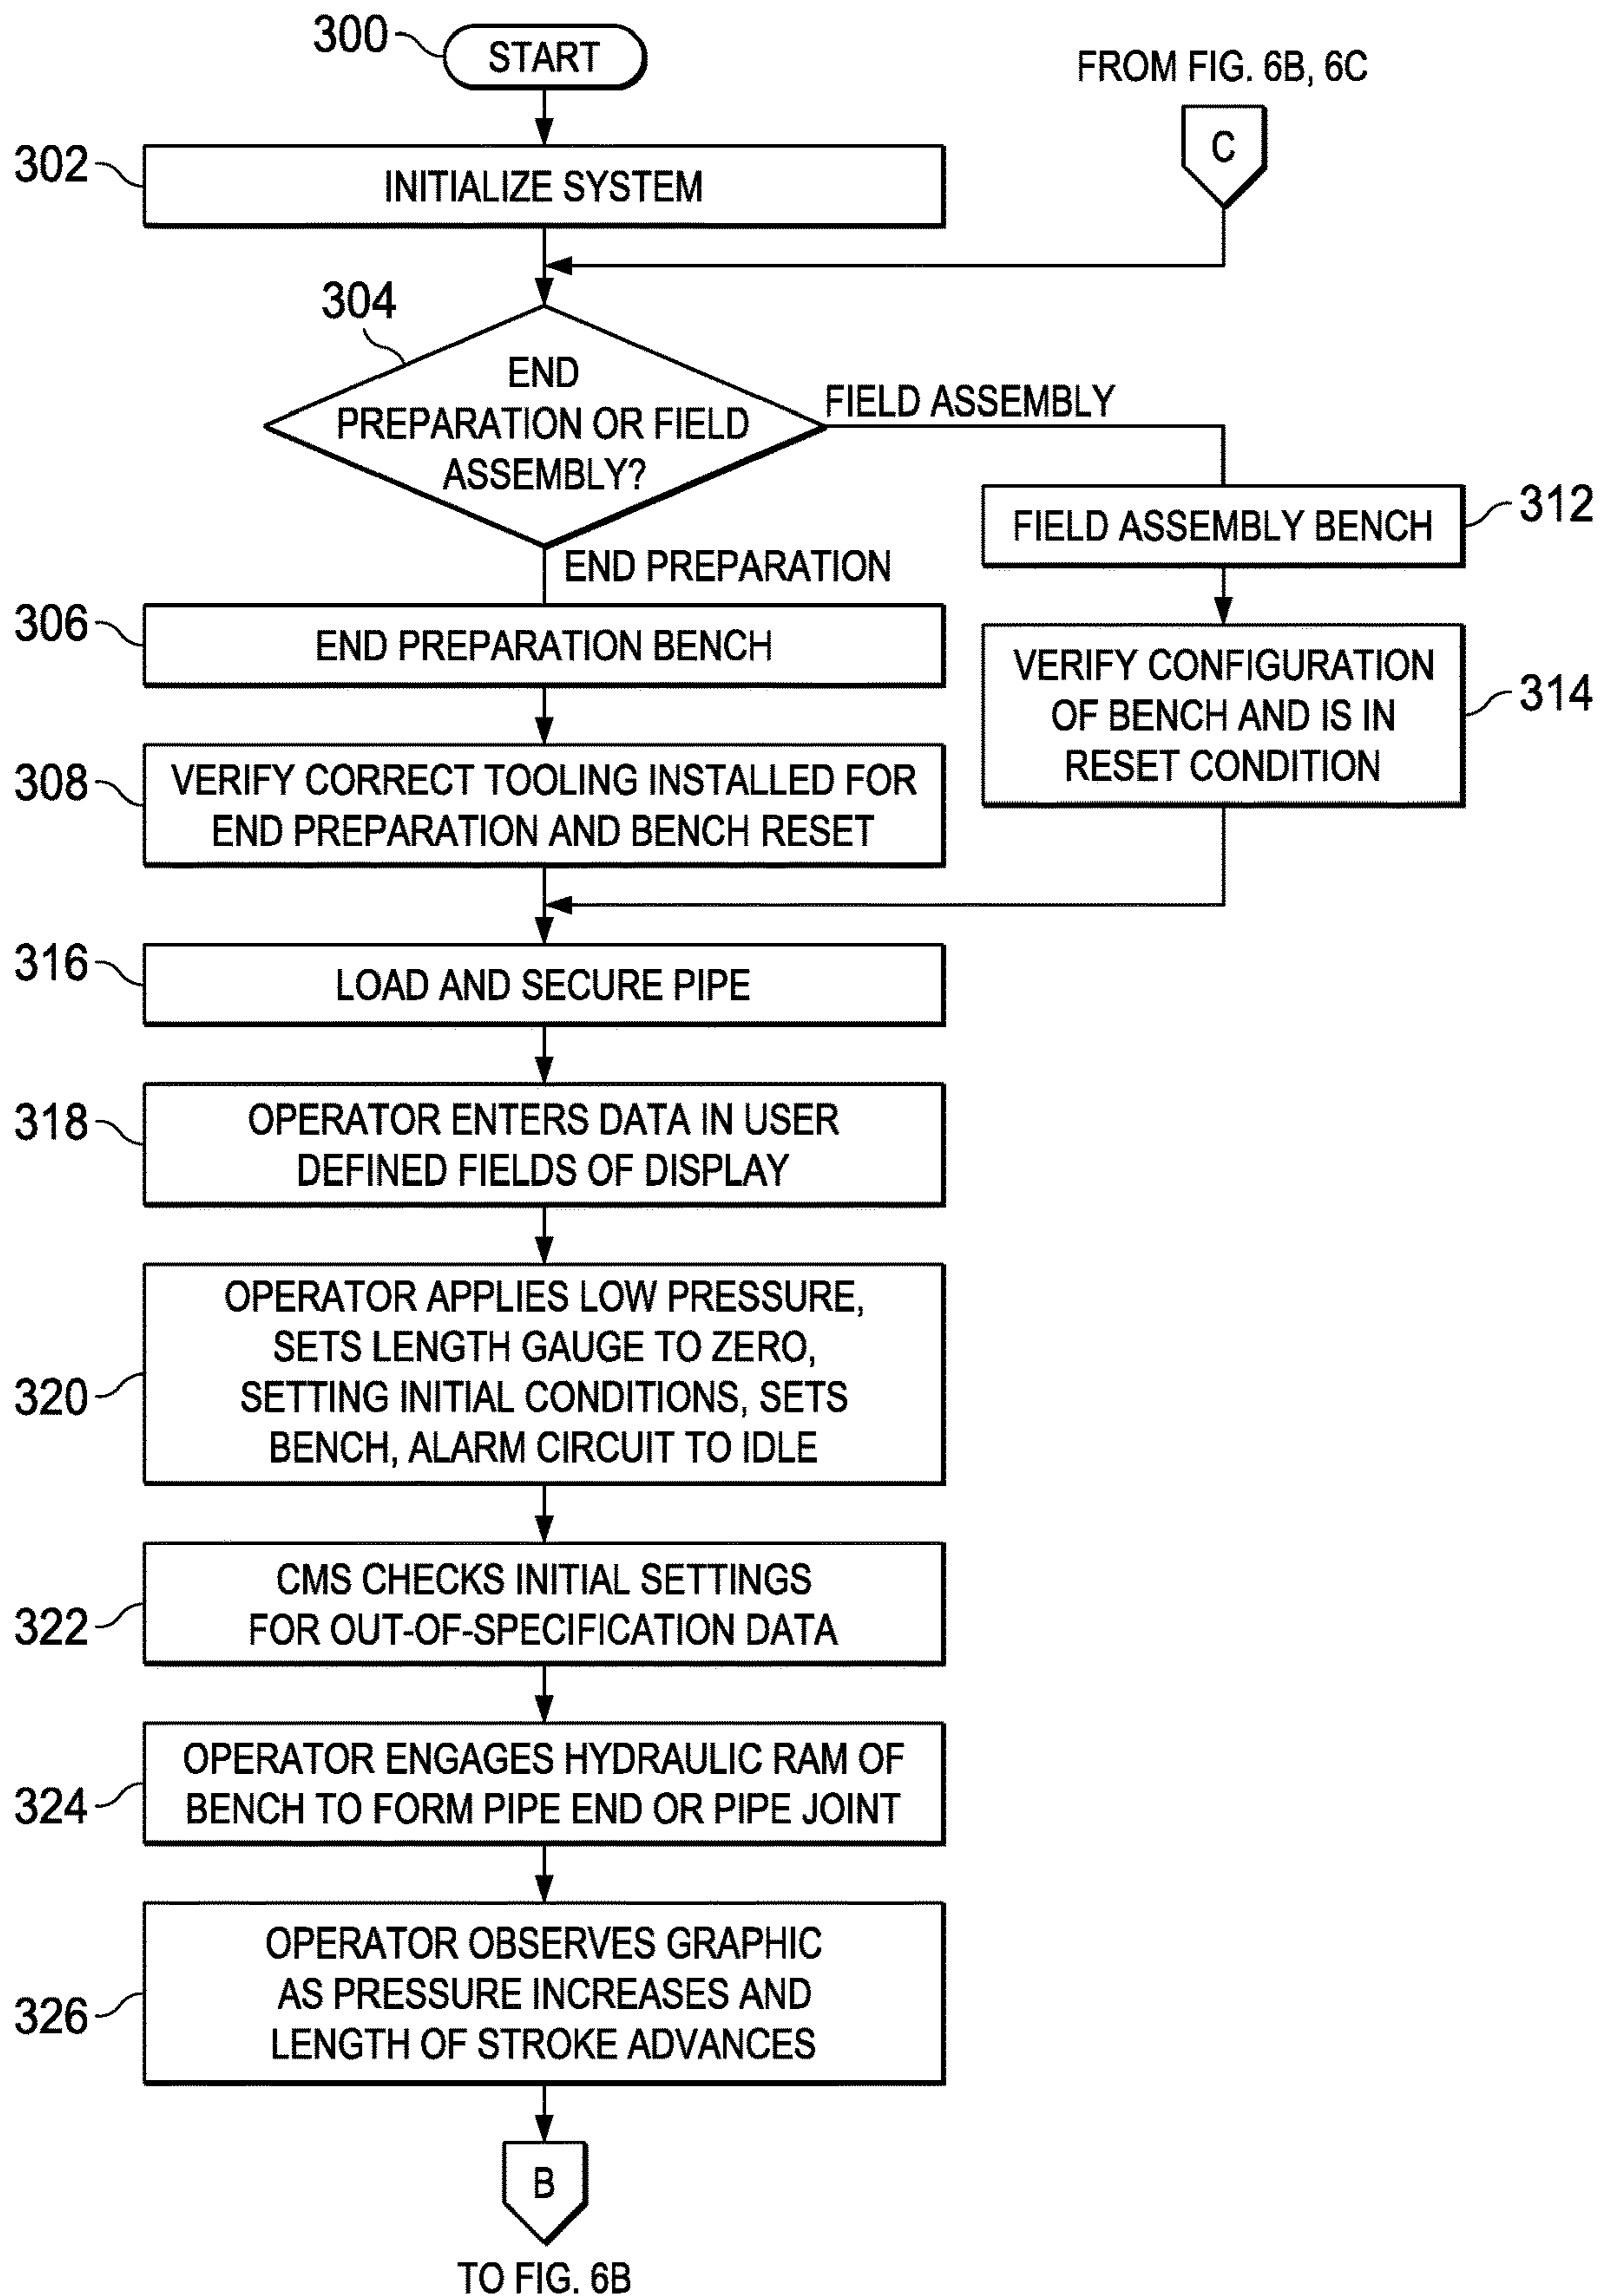 300
START
FROM FIG. 6B, 6C
C
302
INITIALIZE SYSTEM
304
END
PREPARATION OR FIELD
ASSEMBLY?
FIELD ASSEMBLY
END PREPARATION
312
FIELD ASSEMBLY BENCH
306
END PREPARATION BENCH
314
VERIFY CONFIGURATION
OF BENCH AND IS IN
RESET CONDITION
308
VERIFY CORRECT TOOLING INSTALLED FOR
END PREPARATION AND BENCH RESET
316
LOAD AND SECURE PIPE
318
OPERATOR ENTERS DATA IN USER
DEFINED FIELDS OF DISPLAY
320
OPERATOR APPLIES LOW PRESSURE,
SETS LENGTH GAUGE TO ZERO,
SETTING INITIAL CONDITIONS, SETS
BENCH, ALARM CIRCUIT TO IDLE
322
CMS CHECKS INITIAL SETTINGS
FOR OUT-OF-SPECIFICATION DATA
324
OPERATOR ENGAGES HYDRAULIC RAM OF
BENCH TO FORM PIPE END OR PIPE JOINT
326
OPERATOR OBSERVES GRAPHIC
AS PRESSURE INCREASES AND
LENGTH OF STROKE ADVANCES
B
TO FIG. 6B